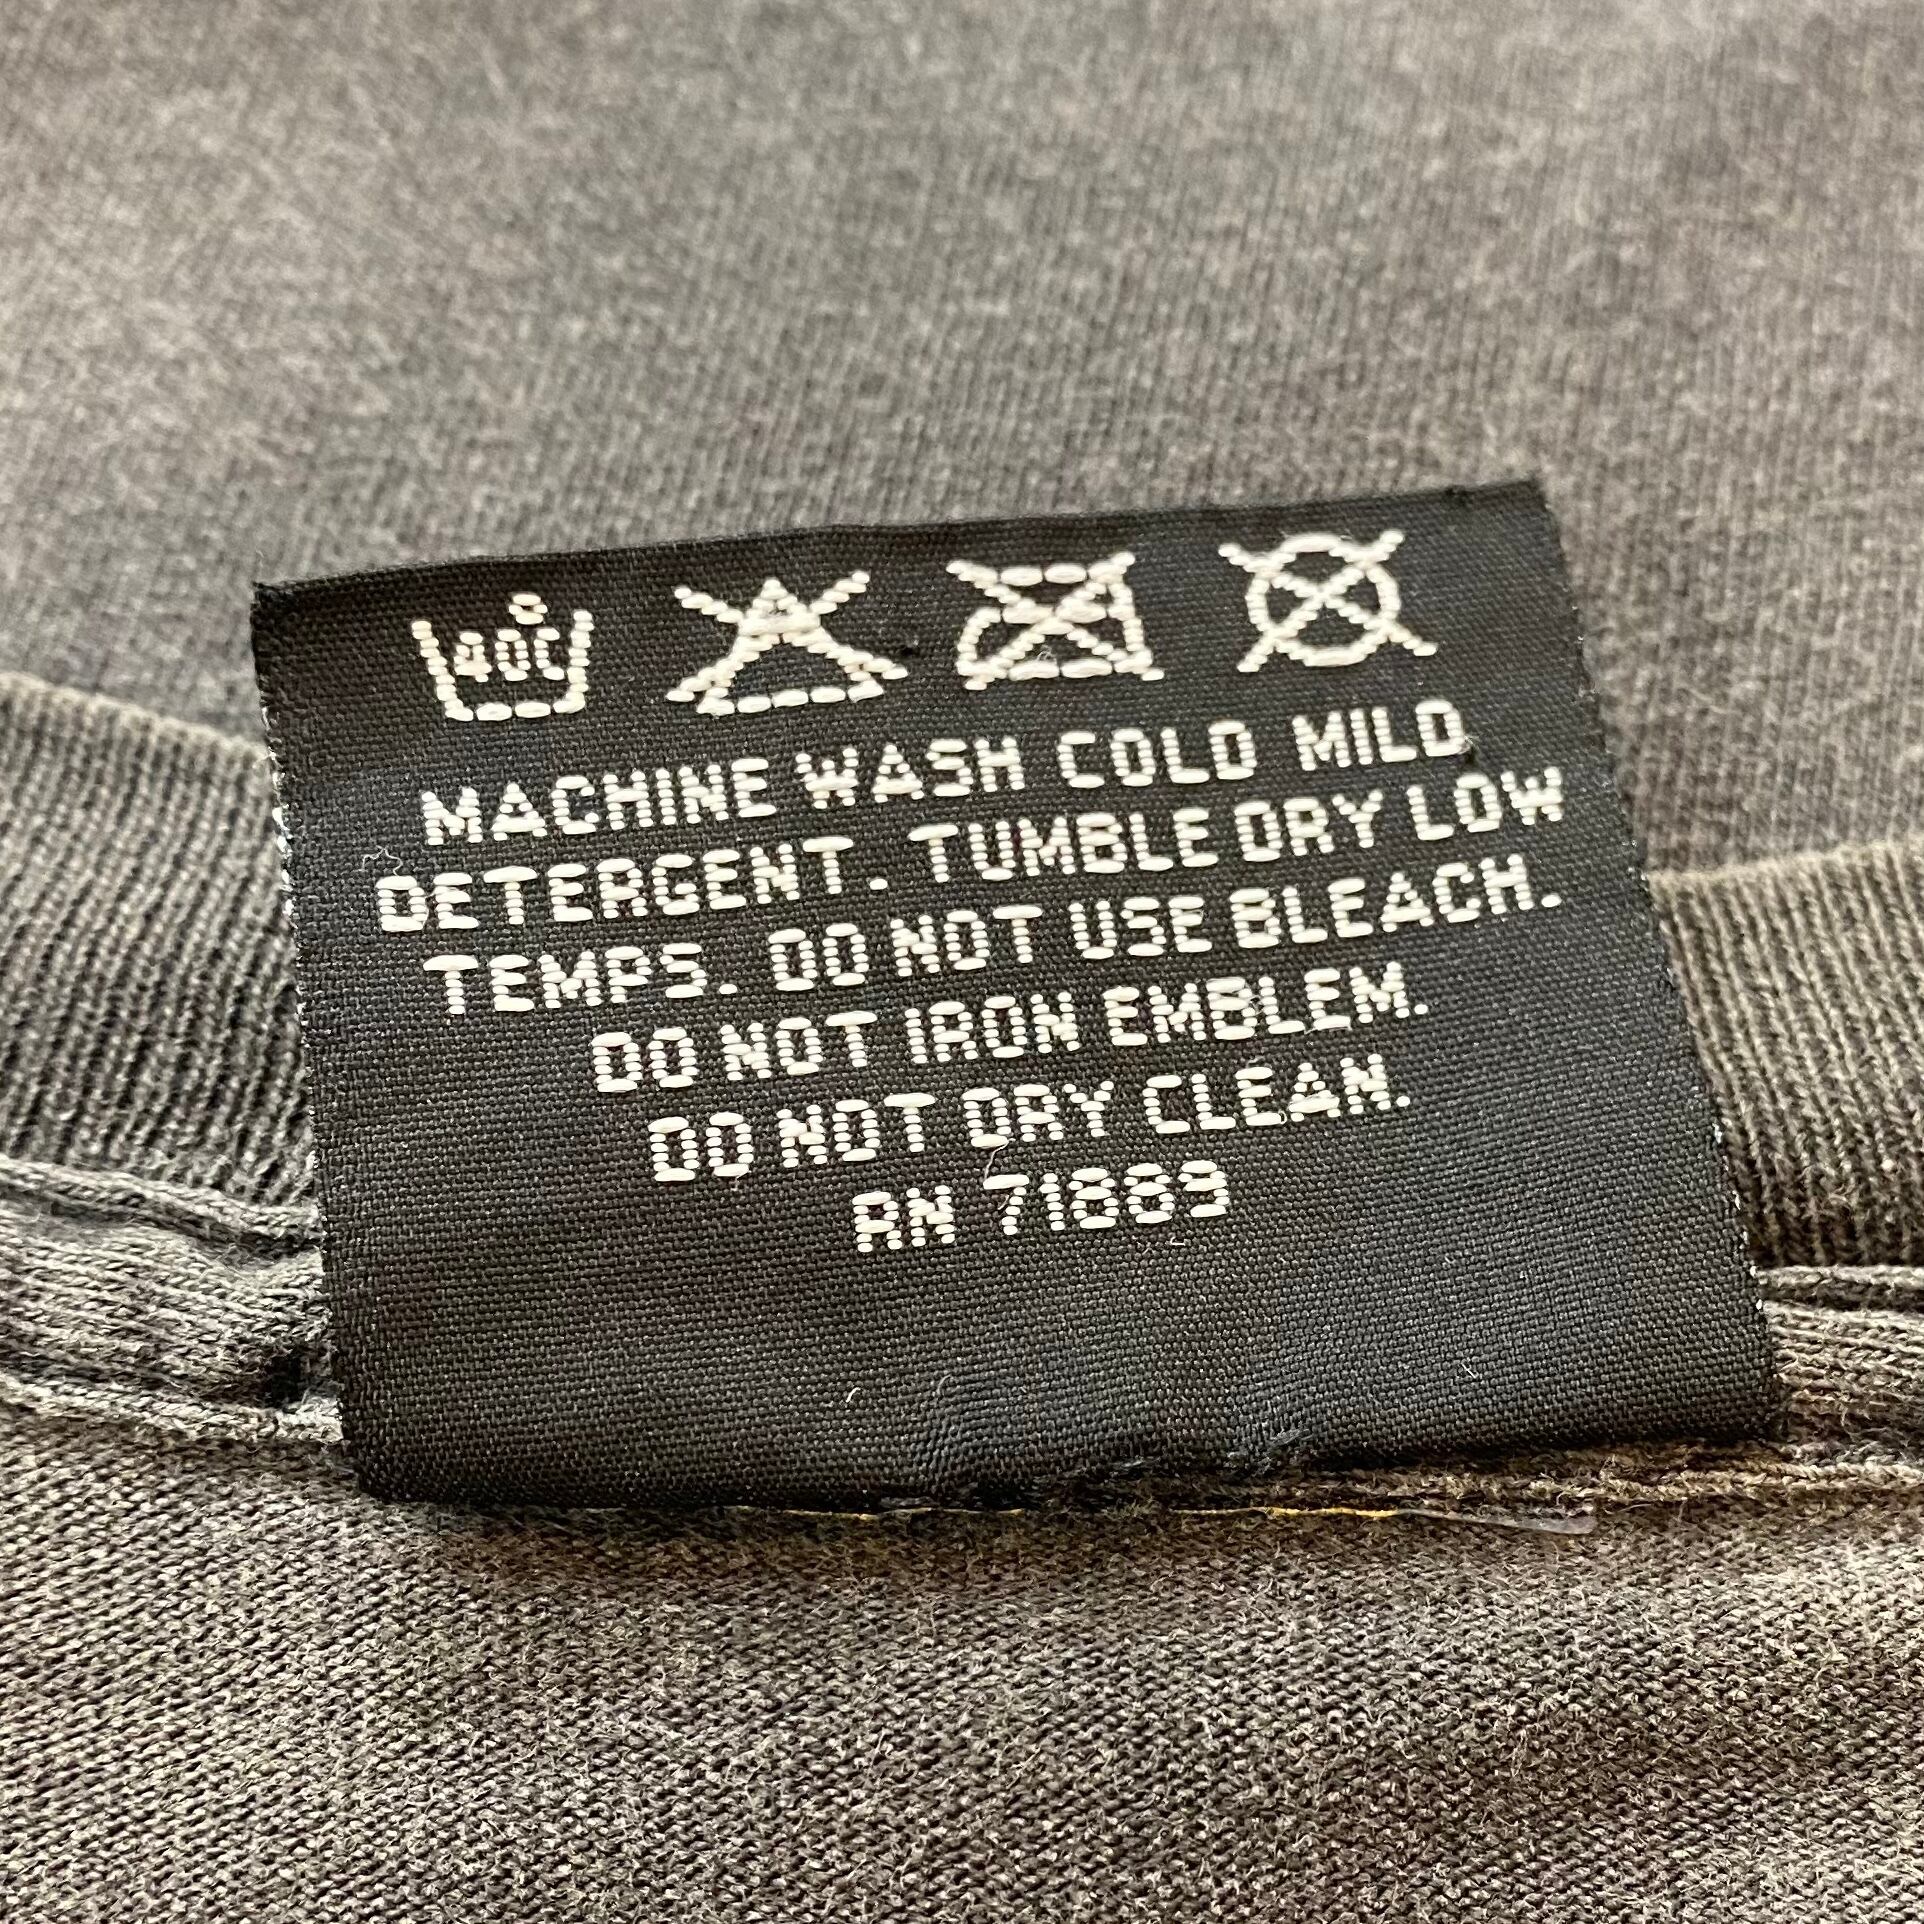 40°C
MACHINE WASH COLD MILD
DETERGENT. TUMBLE DRY LOW
TEMPS. DO NOT USE BLEACH.
DO NOT IRON EMBLEM.
DO NOT DRY CLEAN.
RN 71889